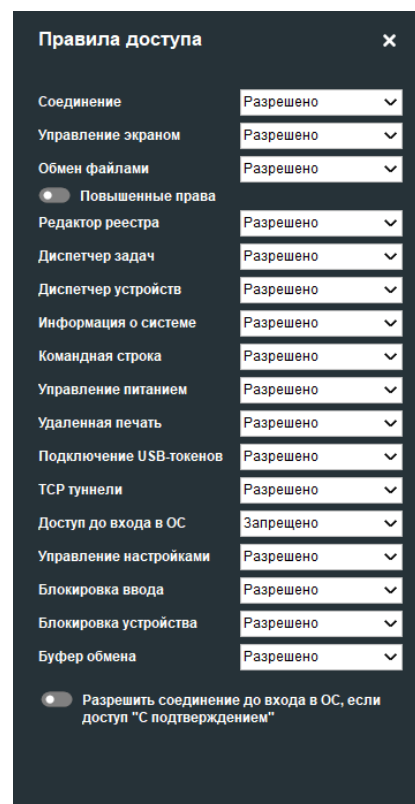 Правила доступа
Соединение Разрешено
Управление экраном Разрешено
Обмен файлами Разрешено
Повышенные права
Редактор реестра Разрешено
Диспетчер задач Разрешено
Диспетчер устройств Разрешено
Информация о системе Разрешено
Командная строка Разрешено
Управление питанием Разрешено
Удаленная печать Разрешено
Подключение USB-токенов Разрешено
TCP туннели Разрешено
Доступ до входа в ОС Запрещено
Управление настройками Разрешено
Блокировка ввода Разрешено
Блокировка устройства Разрешено
Буфер обмена Разрешено
Разрешить соединение до входа в ОС, если
доступ "С подтверждением"